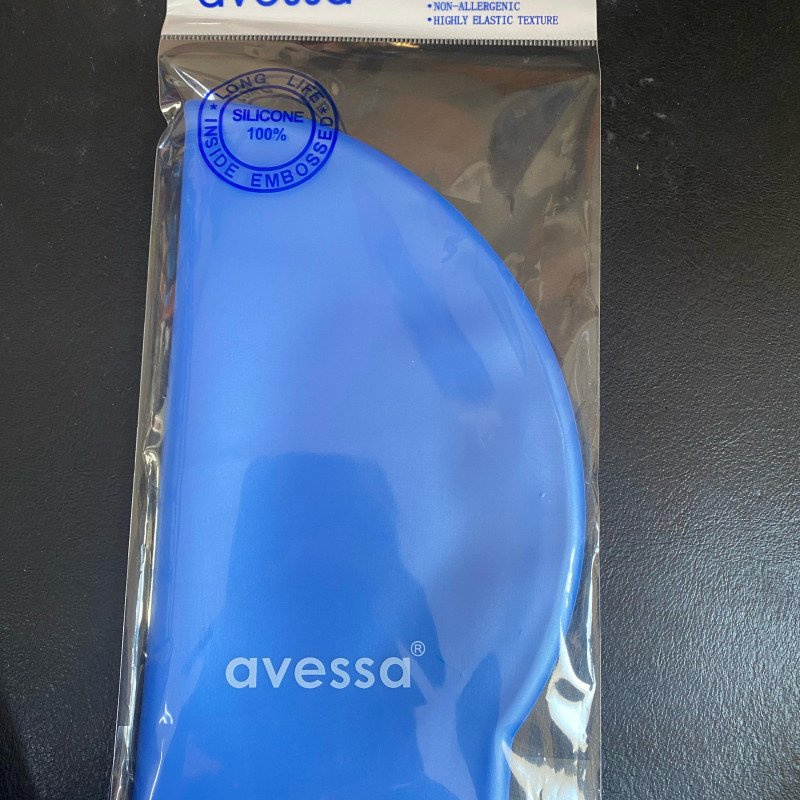 avessa
•NON-ALLERGENIC
•HIGHLY ELASTIC TEXTURE
*LONG LIFE*
SILICONE
100%
INSIDE EMBOSSED
avessa®